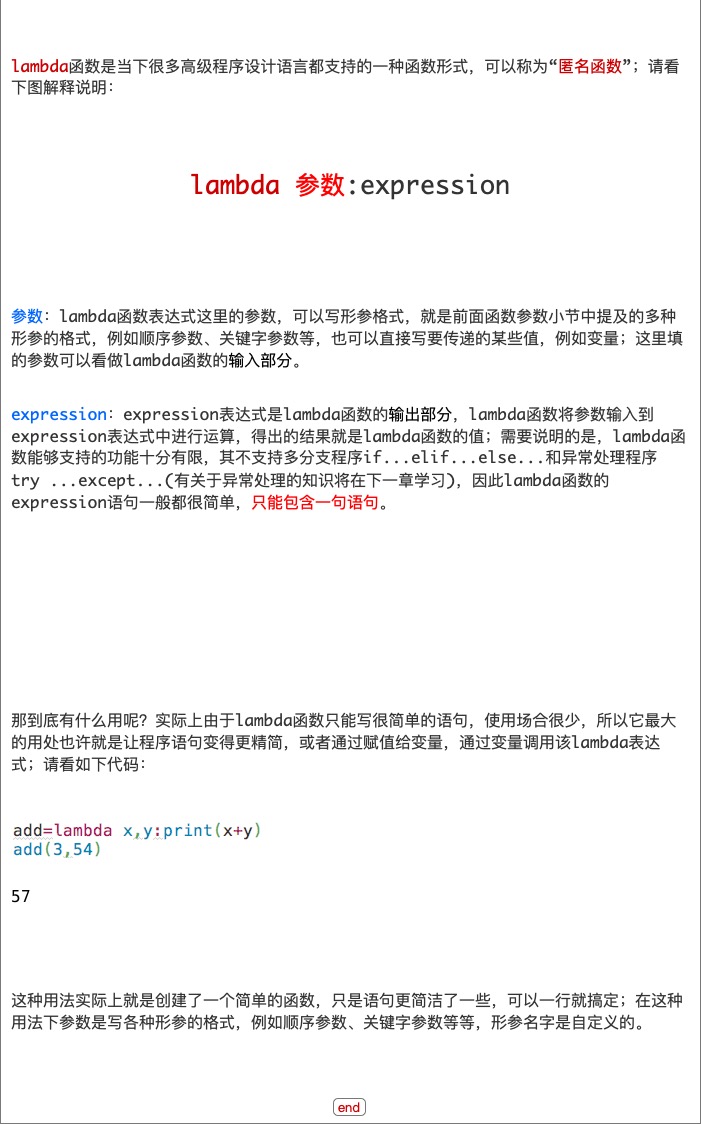 lambda函数是当下很多高级程序设计语言都支持的一种函数形式，可以称为“匿名函数”；请看
下图解释说明：
lambda 参数:expression
参数：lambda函数表达式这里的参数，可以写形参格式，就是前面函数参数小节中提及的多种
形参的格式，例如顺序参数、关键字参数等，也可以直接写要传递的某些值，例如变量；这里填
的参数可以看做lambda函数的输入部分。
expression：expression表达式是lambda函数的输出部分，lambda函数将参数输入到
expression表达式中进行运算，得出的结果就是lambda函数的值；需要说明的是，lambda函
数能够支持的功能十分有限，其不支持多分支程序if...elif...else...和异常处理程序
try ...except...(有关于异常处理的知识将在下一章学习)，因此lambda函数的
expression语句一般都很简单，只能包含一句语句。
那到底有什么用呢？实际上由于lambda函数只能写很简单的语句，使用场合很少，所以它最大
的用处也许就是让程序语句变得更精简，或者通过赋值给变量，通过变量调用该lambda表达
式；请看如下代码：
add=lambda x,y:print(x+y)
add(3,54)
57
这种用法实际上就是创建了一个简单的函数，只是语句更简洁了一些，可以一行就搞定；在这种
用法下参数是写各种形参的格式，例如顺序参数、关键字参数等等，形参名字是自定义的。
end